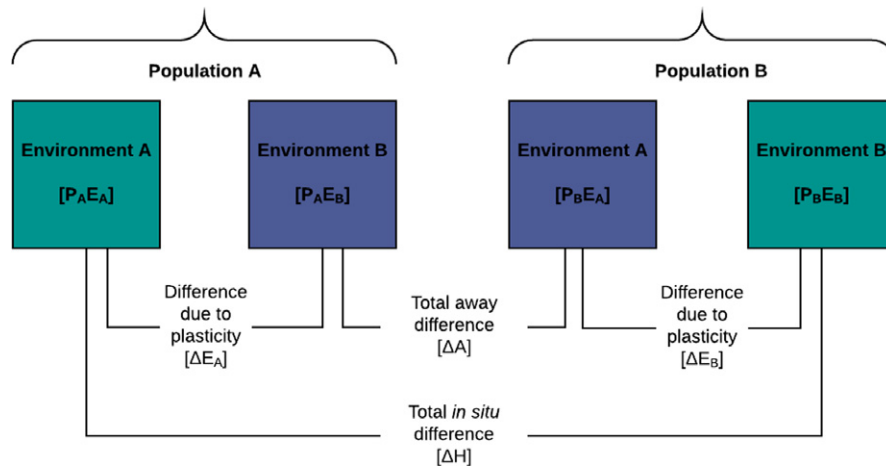 Population A
Population B
Environment A
[PAEA]
Environment B
[PAEB]
Environment A
[PBEA]
Environment B
[PBEB]
Difference
due to
plasticity
[ΔEA]
Total away
difference
[ΔA]
Difference
due to
plasticity
[ΔEB]
Total in situ
difference
[ΔH]